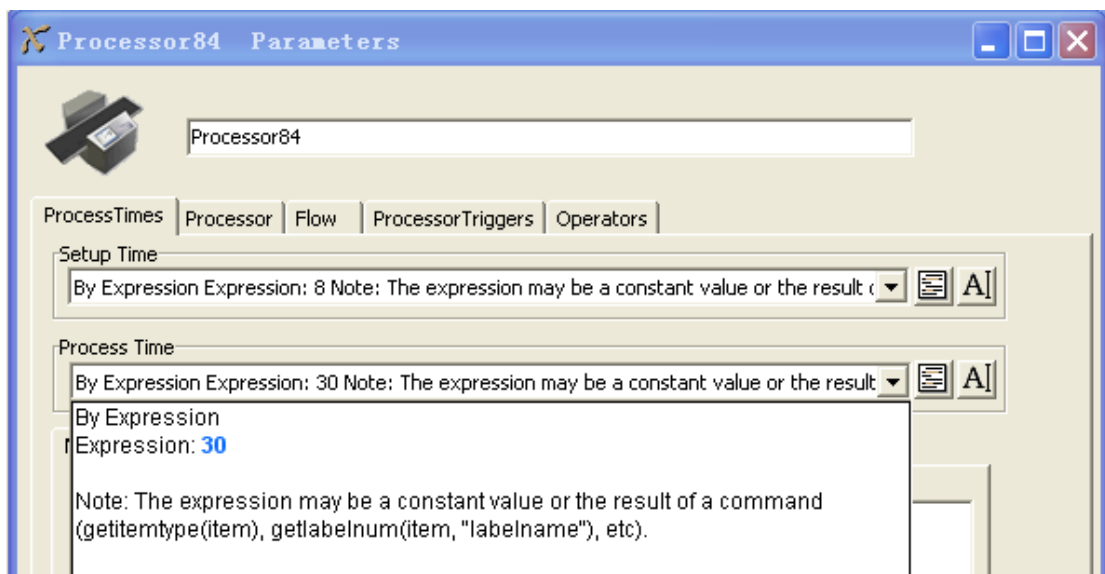 Processor84 Parameters
Processor84
ProcessTimes Processor Flow ProcessorTriggers Operators
Setup Time
By Expression Expression: 8 Note: The expression may be a constant value or the result
Process Time
By Expression Expression: 30 Note: The expression may be a constant value or the result
By Expression
Expression: 30
Note: The expression may be a constant value or the result of a command
(getitemtype(item), getlabelnum(item, "labelname"), etc).